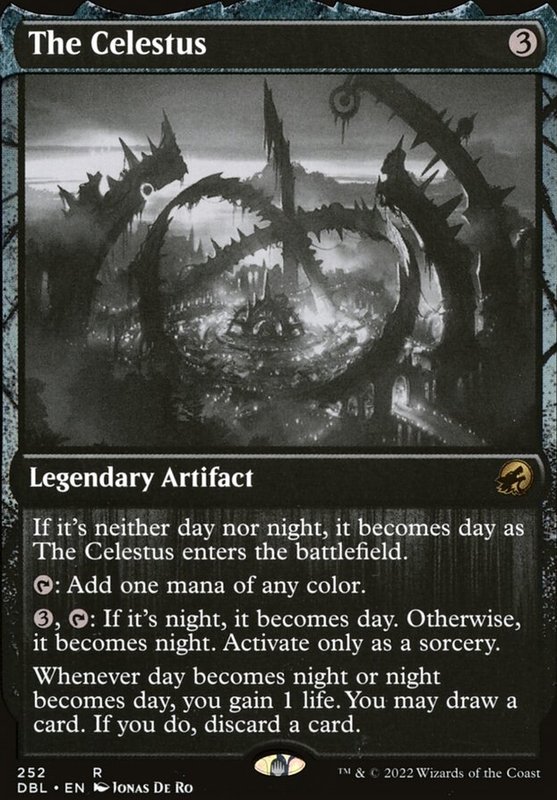 The Celestus 3
Legendary Artifact
If it's neither day nor night, it becomes day as
The Celestus enters the battlefield.
: Add one mana of any color.
3, : If it's night, it becomes day. Otherwise,
it becomes night. Activate only as a sorcery.
Whenever day becomes night or night
becomes day, you gain 1 life. You may draw a
card. If you do, discard a card.
252 R
DBL • EN Jonas De Ro
™ & © 2022 Wizards of the Coast